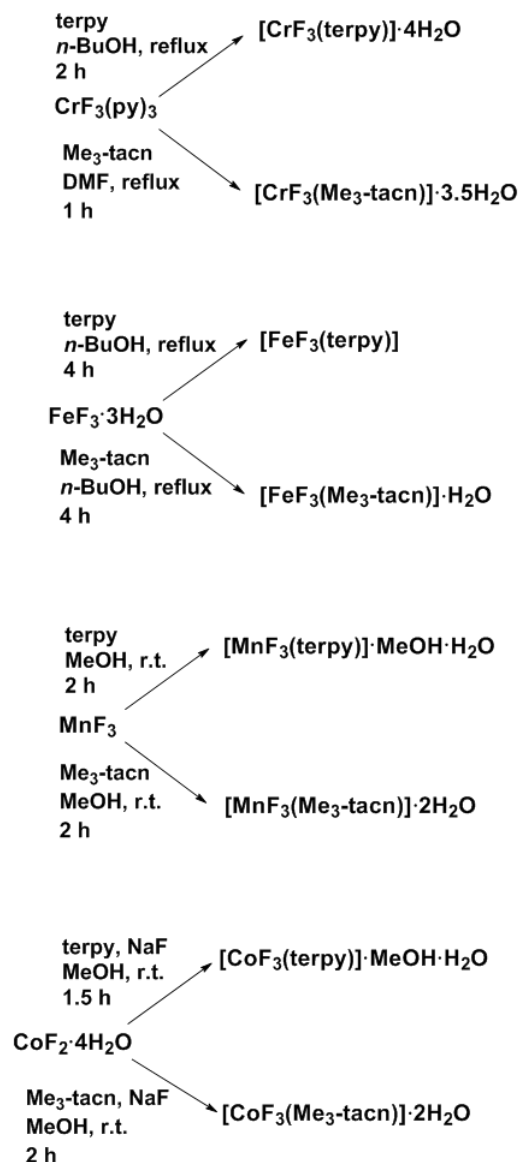 terpy
n-BuOH, reflux
2 h
[CrF₃(terpy)]·4H₂O
CrF₃(py)₃
Me₃-tacn
DMF, reflux
1 h
[CrF₃(Me₃-tacn)]·3.5H₂O
terpy
n-BuOH, reflux
4 h
[FeF₃(terpy)]
FeF₃·3H₂O
Me₃-tacn
n-BuOH, reflux
4 h
[FeF₃(Me₃-tacn)]·H₂O
terpy
MeOH, r.t.
2 h
[MnF₃(terpy)]·MeOH·H₂O
MnF₃
Me₃-tacn
MeOH, r.t.
2 h
[MnF₃(Me₃-tacn)]·2H₂O
terpy, NaF
MeOH, r.t.
1.5 h
[CoF₃(terpy)]·MeOH·H₂O
CoF₂·4H₂O
Me₃-tacn, NaF
MeOH, r.t.
2 h
[CoF₃(Me₃-tacn)]·2H₂O